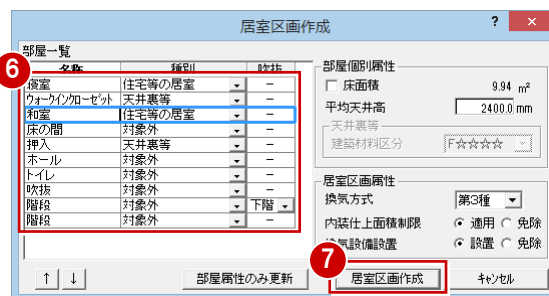 居室区画作成
? ×
部屋一覧
6
名称 種別 吹抜
寝室 住宅等の居室 −
ウォークインクローゼット 天井裏等 −
和室 住宅等の居室 −
床の間 対象外 −
押入 天井裏等 −
ホール 対象外 −
トイレ 対象外 −
吹抜 対象外 −
階段 対象外 下階
階段 対象外 −
↑ ↓ 部屋属性のみ更新
部屋個別属性
床面積 9.94 m²
平均天井高 2400.0 mm
天井裏等
建築材料区分 F☆☆☆☆
居室区画属性
換気方式 第3種
内装仕上面積制限 適用 免除
換気設備設置 設置 免除
7
居室区画作成 キャンセル